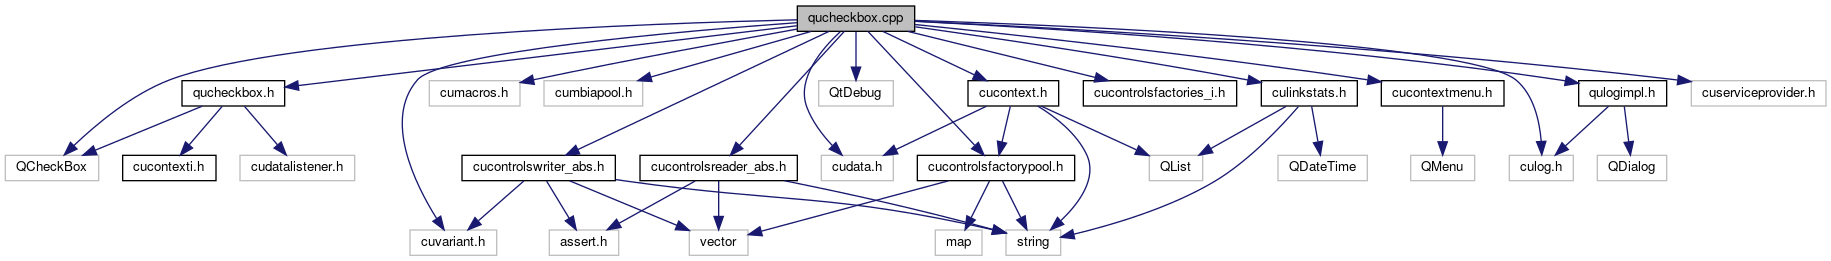 qucheckbox.cpp
qucheckbox.h
cumacros.h
cumbiapool.h
QtDebug
cucontext.h
cucontrolsfactories_i.h
culinkstats.h
cucontextmenu.h
qulogimpl.h
cuserviceprovider.h
QCheckBox
cucontexti.h
cudatalistener.h
cucontrolswriter_abs.h
cucontrolsreader_abs.h
cudata.h
cucontrolsfactorypool.h
QList
QDateTime
QMenu
culog.h
QDialog
cuvariant.h
assert.h
vector
map
string